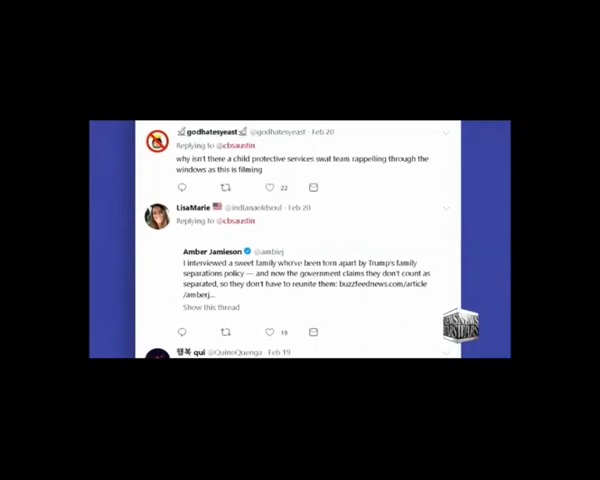 godhatesyeast @godhatesyeast · Feb 20
Replying to @cbsaustin
why isn't there a child protective services swat team rappelling through the
windows as this is filming
22
LisaMarie @indianaoldsoul · Feb 20
Replying to @cbsaustin
Amber Jamieson @ambiej
I interviewed a sweet family who've been torn apart by Trump's family
separations policy — and now the government claims they don't count as
separated, so they don't have to reunite them: buzzfeednews.com/article
/amberj...
Show this thread
19
행복 qui @QuinoQuenga · Feb 19